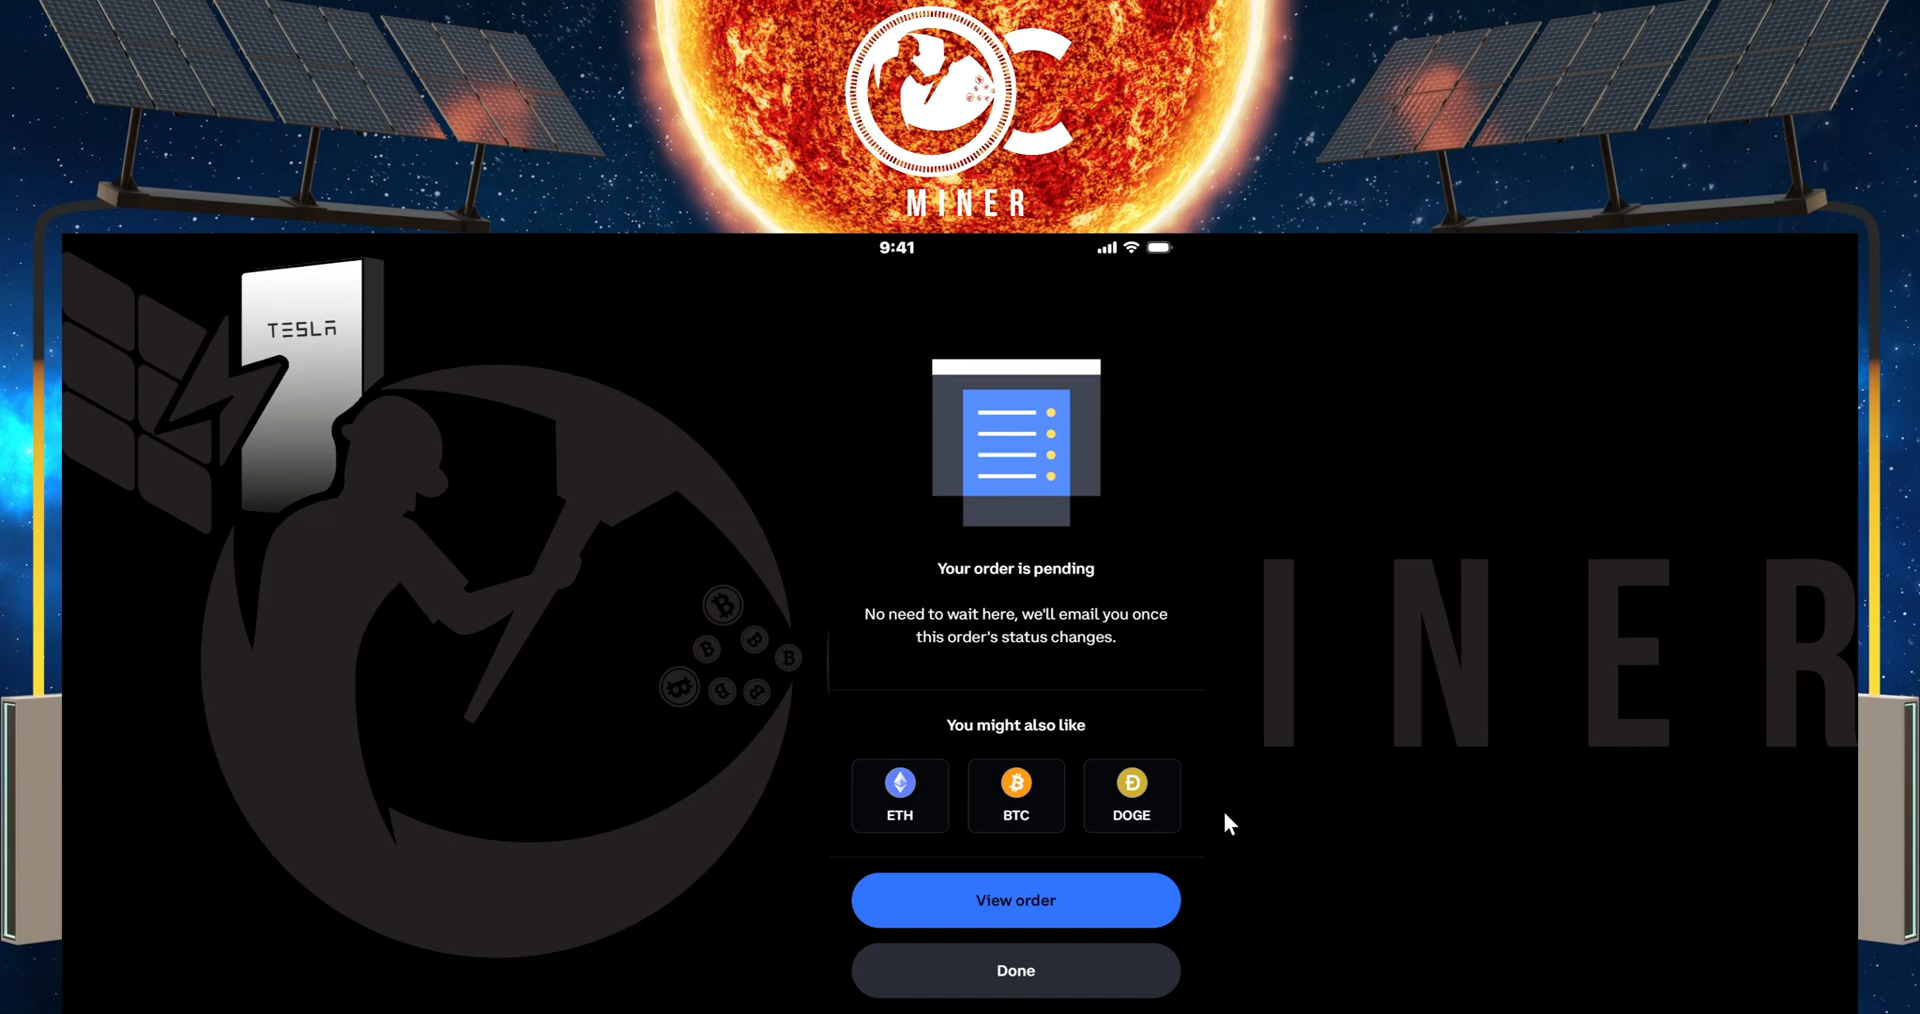 C
MINER
9:41
TESLA
Your order is pending
No need to wait here, we'll email you once
this order's status changes.
INER
You might also like
ETH
BTC
DOGE
View order
Done